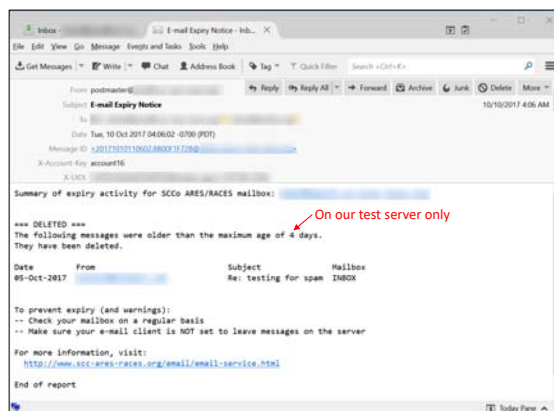 Inbox -
E-mail Expiry Notice - Inb...
File Edit View Go Message Events and Tasks Tools Help
Get Messages Write Chat Address Book Tag Quick Filter Search <Ctrl+K>
From postmaster@
Reply Reply All Forward Archive Junk Delete More
Subject E-mail Expiry Notice 10/10/2017 4:06 AM
To
Date Tue, 10 Oct 2017 04:06:02 -0700 (PDT)
Message ID
X-Account-Key account16
X-UIDL
Summary of expiry activity for SCCo ARES/RACES mailbox:
On our test server only
=== DELETED ===
The following messages were older than the maximum age of 4 days.
They have been deleted.
Date From Subject Mailbox
05-Oct-2017 Re: testing for spam INBOX
To prevent expiry (and warnings):
-- Check your mailbox on a regular basis
-- Make sure your e-mail client is NOT set to leave messages on the server
For more information, visit:
http://www.scc-ares-races.org/email/email-service.html
End of report
Today Pane